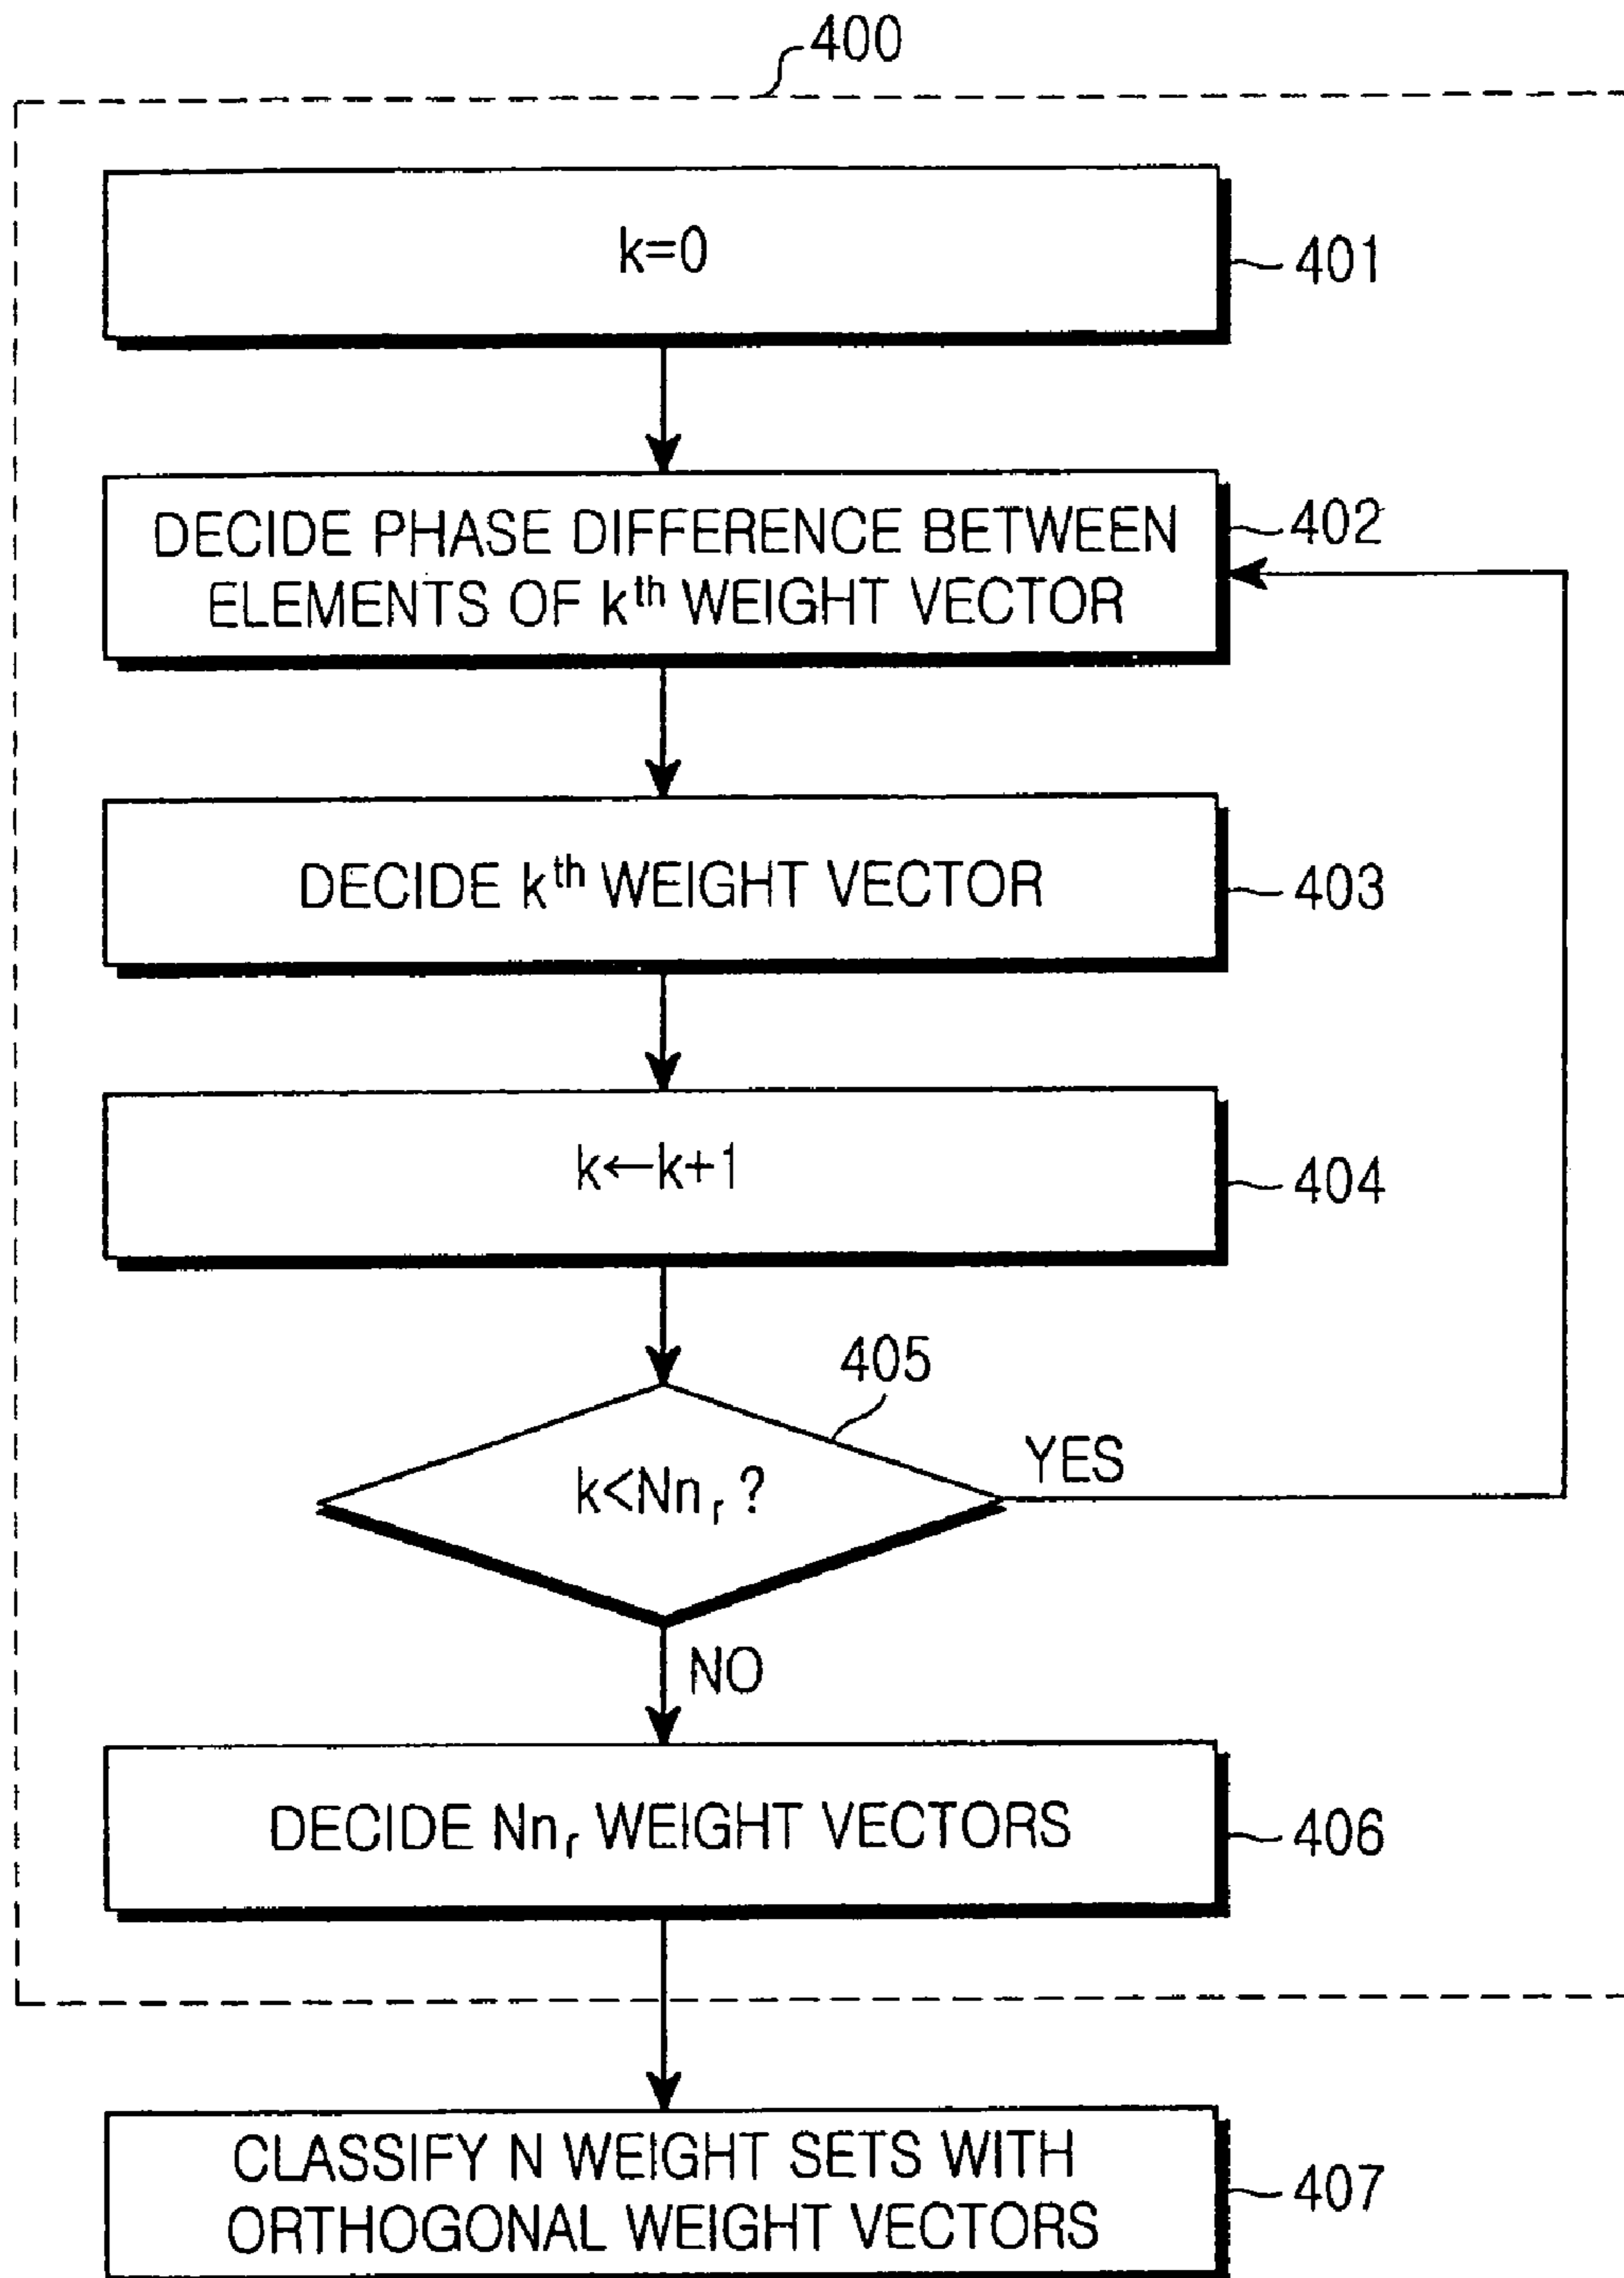 400
k=0
401
DECIDE PHASE DIFFERENCE BETWEEN
ELEMENTS OF kth WEIGHT VECTOR
402
DECIDE kth WEIGHT VECTOR
403
k←k+1
404
405
k<Nnr ?
YES
NO
DECIDE Nnr WEIGHT VECTORS
406
CLASSIFY N WEIGHT SETS WITH
ORTHOGONAL WEIGHT VECTORS
407